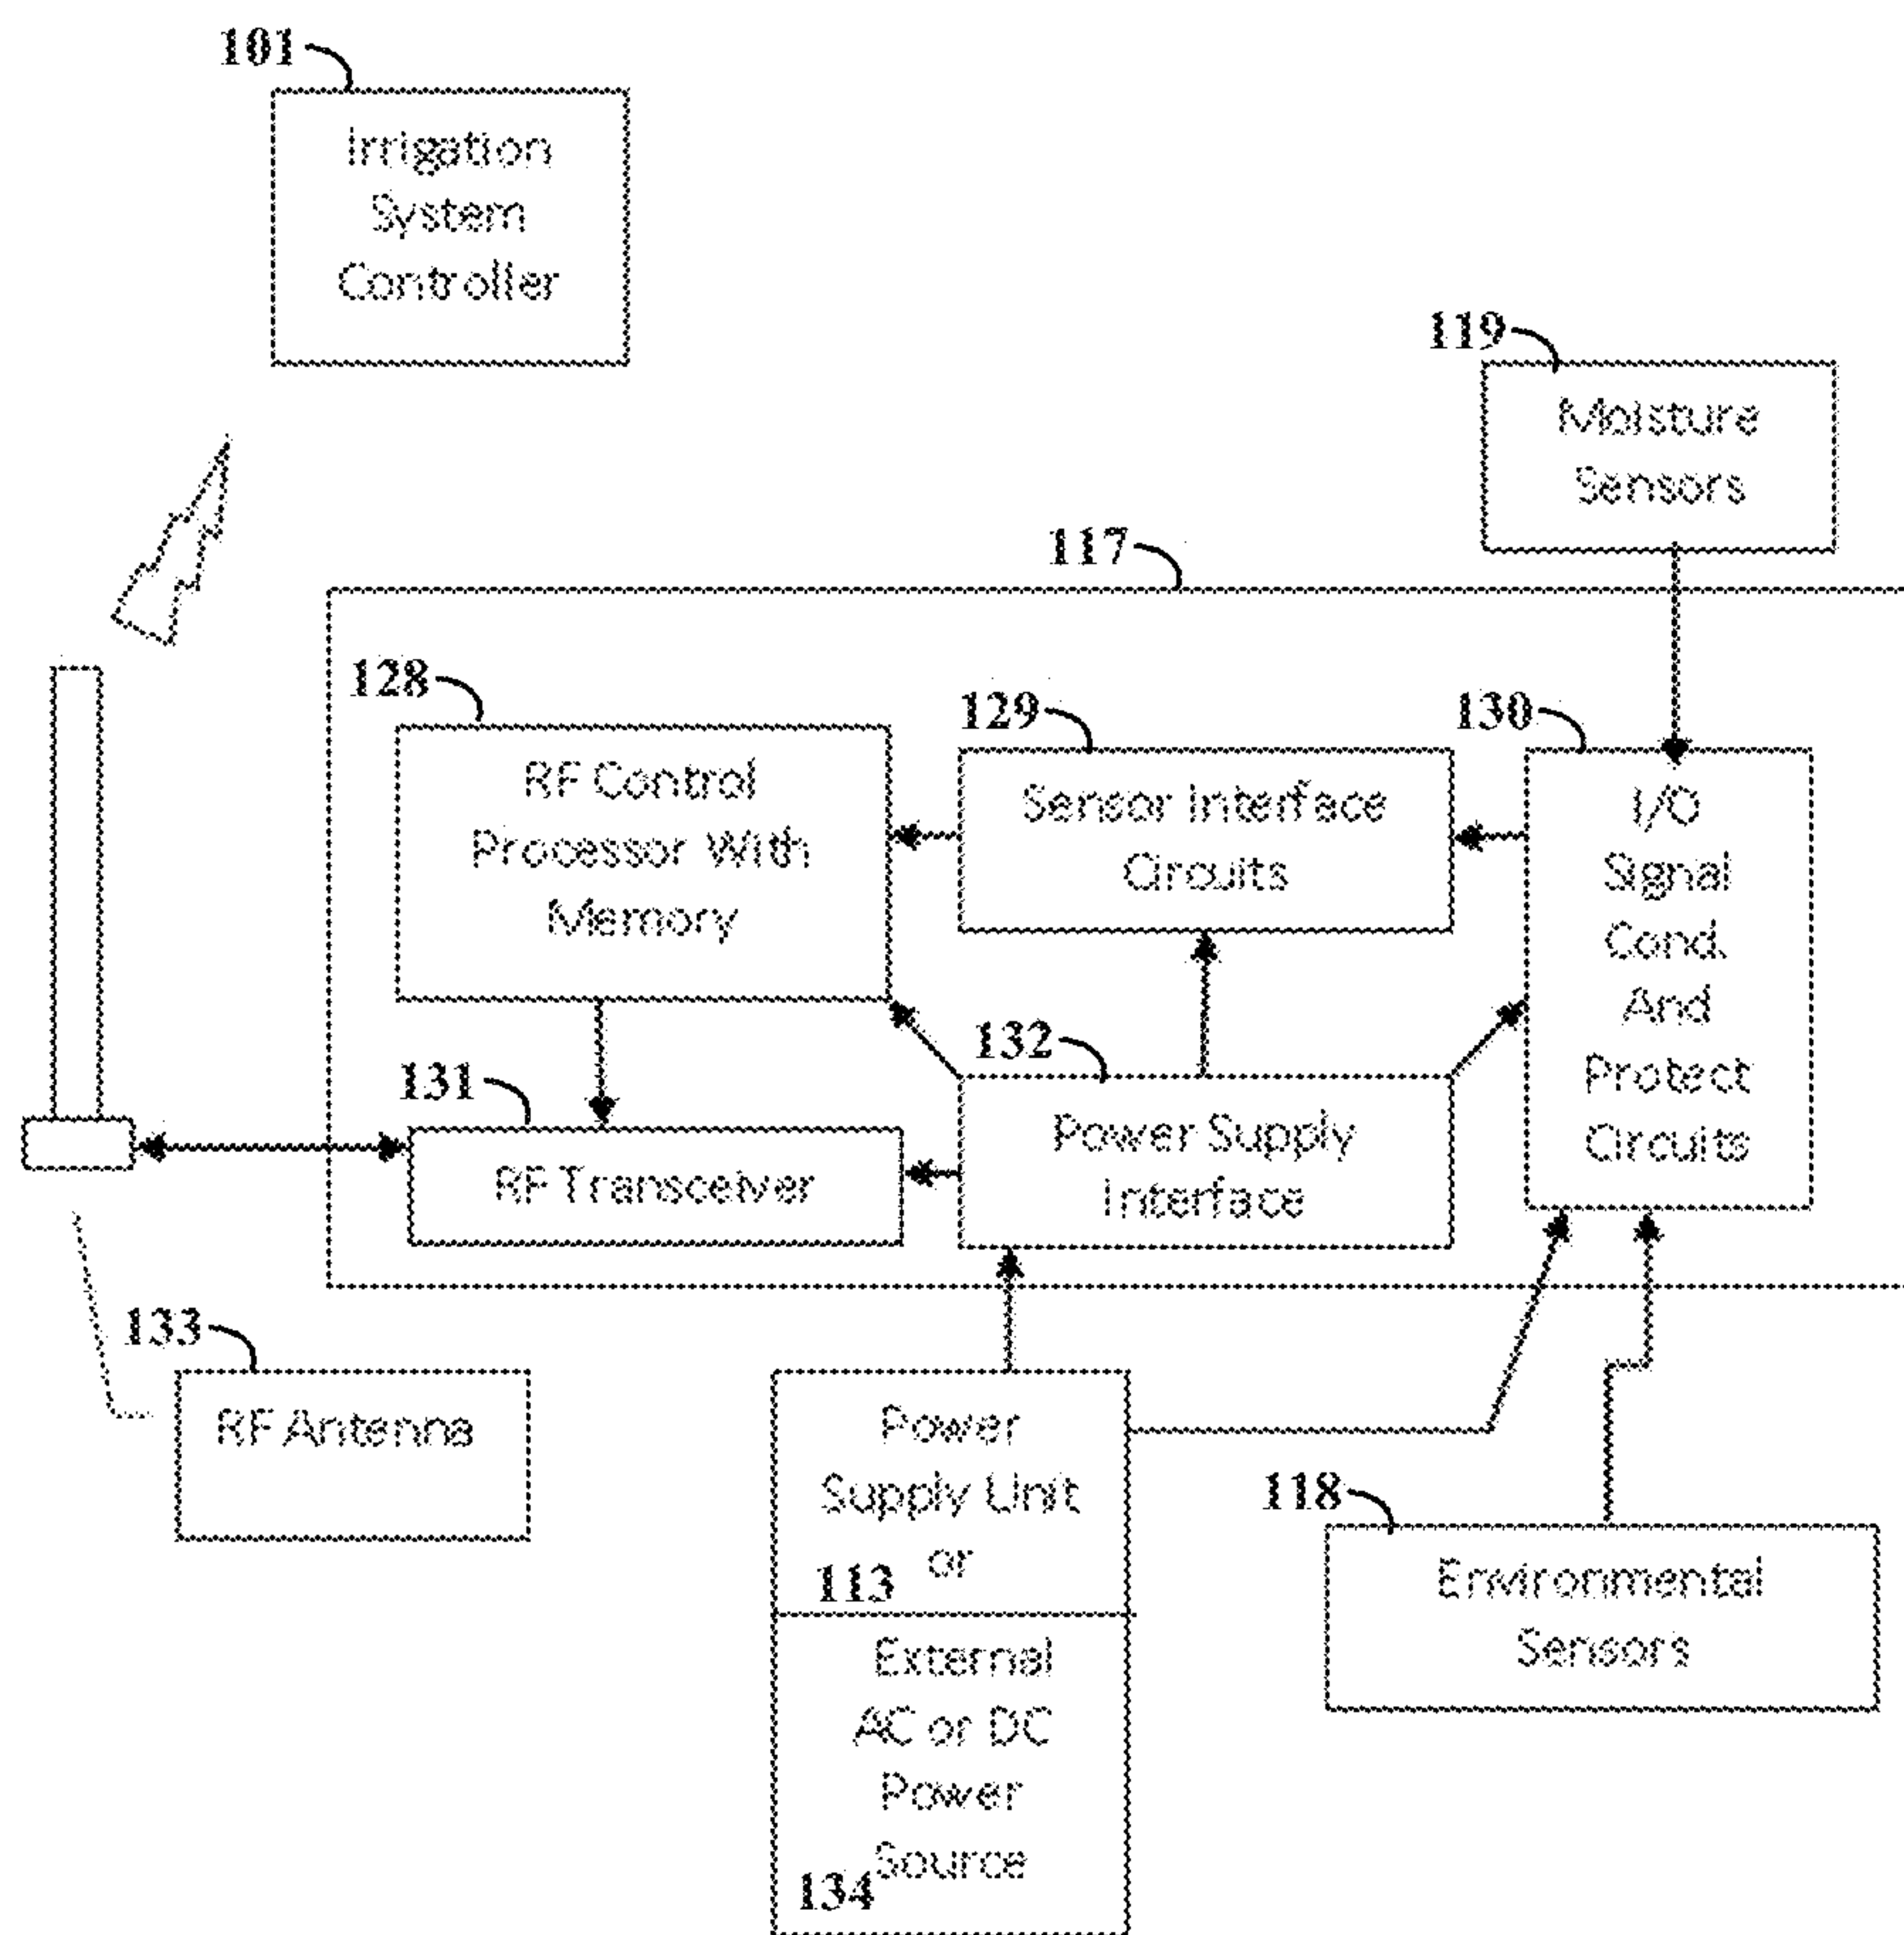 101
Irrigation
System
Controller
119
Moisture
Sensors
117
128
RF Control
Processor With
Memory
129
Sensor Interface
Circuits
130
I/O
Signal
Cond.
And
Protect
Circuits
131
RF Transceiver
132
Power Supply
Interface
133
RF Antenna
Power
Supply Unit
or
113
External
AC or DC
Power
Source
134
118
Environmental
Sensors